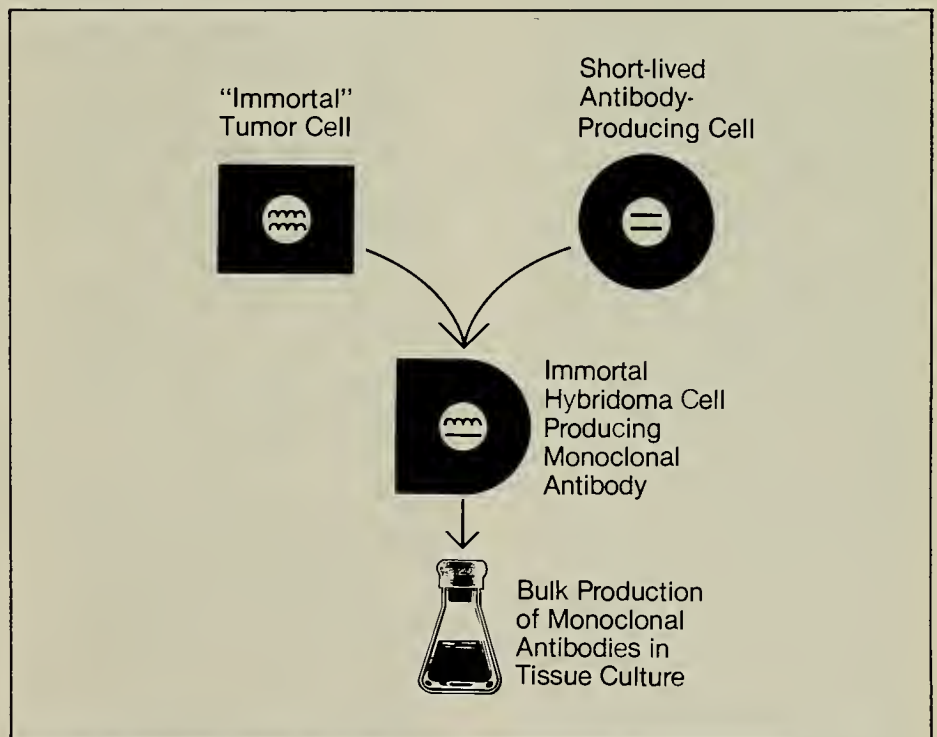 “Immortal”
Tumor Cell
Short-lived
Antibody-
Producing Cell
Immortal
Hybridoma Cell
Producing
Monoclonal
Antibody
Bulk Production
of Monoclonal
Antibodies in
Tissue Culture